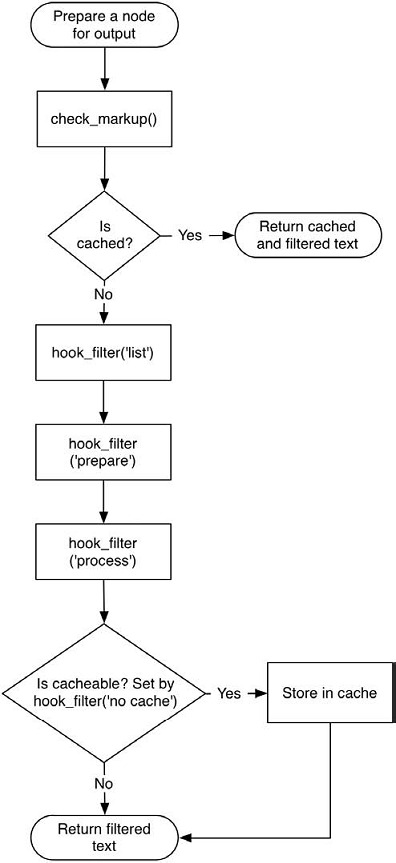 Prepare a node
for output
check_markup()
Is
cached?
Yes
Return cached
and filtered text
No
hook_filter('list')
hook_filter
('prepare')
hook_filter
('process')
Is cacheable? Set by
hook_filter('no cache')
Yes
Store in cache
No
Return filtered
text